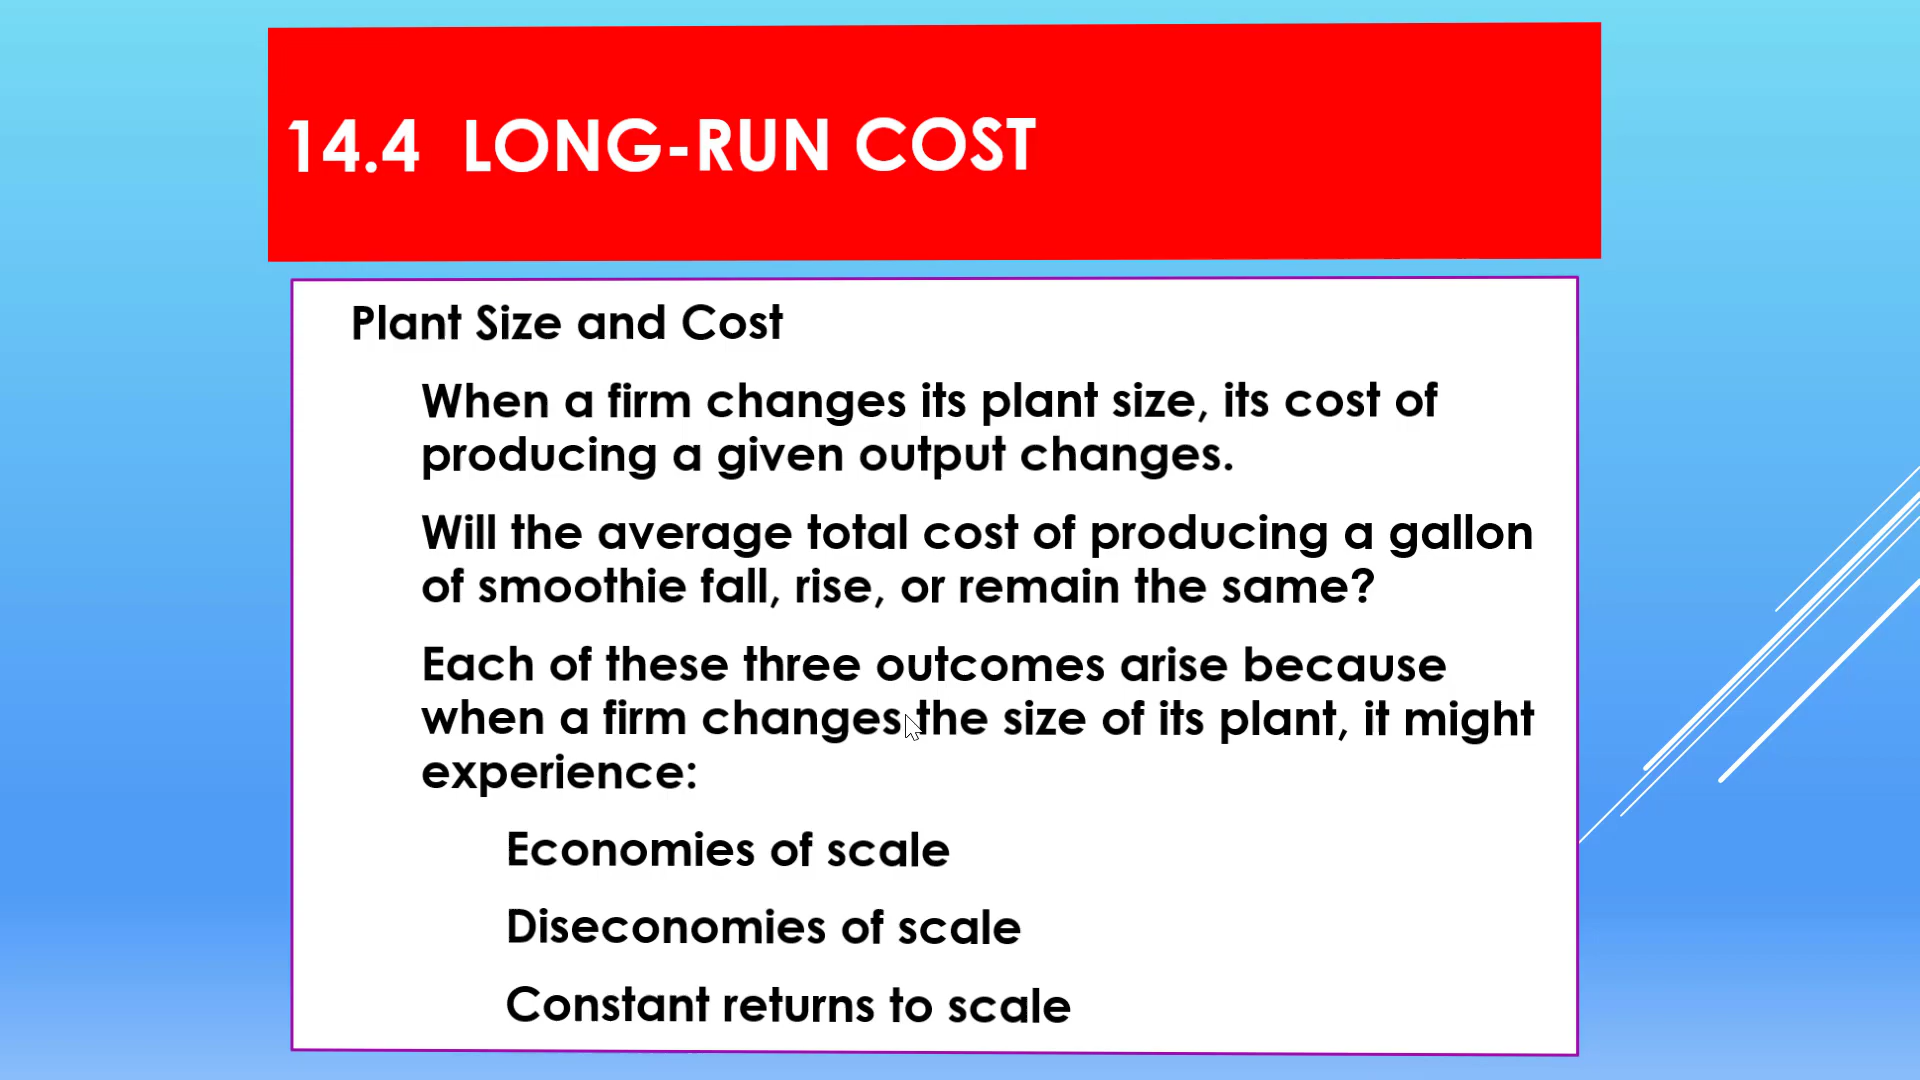 14.4 LONG-RUN COST
Plant Size and Cost
When a firm changes its plant size, its cost of
producing a given output changes.
Will the average total cost of producing a gallon
of smoothie fall, rise, or remain the same?
Each of these three outcomes arise because
when a firm changes the size of its plant, it might
experience:
Economies of scale
Diseconomies of scale
Constant returns to scale